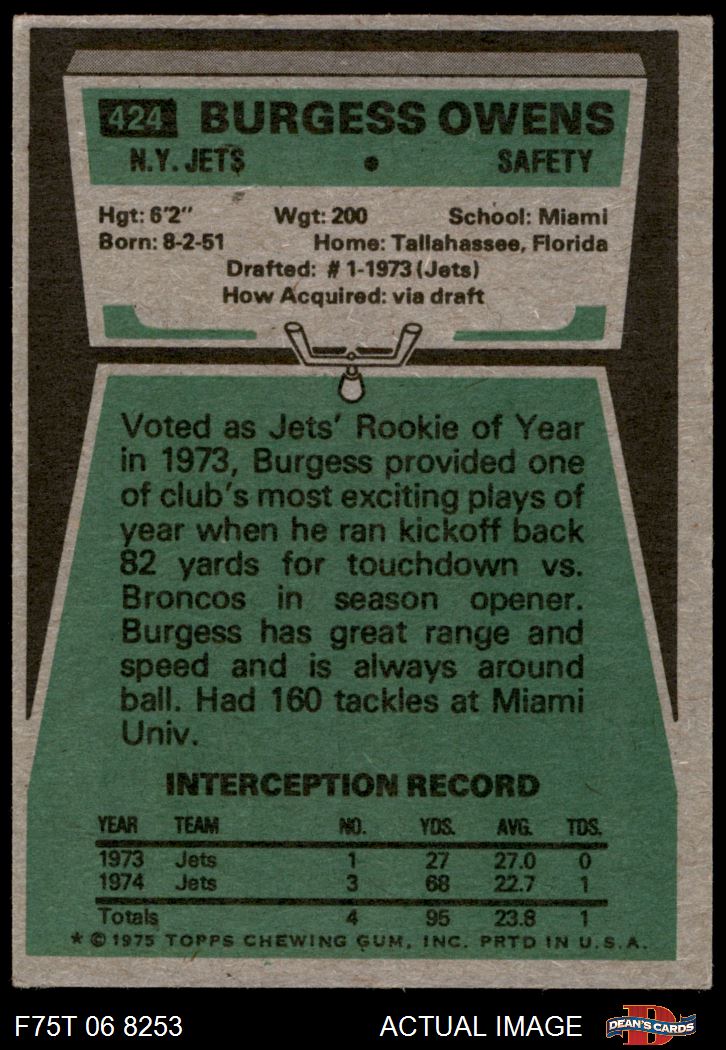 424 BURGESS OWENS
N.Y. JETS • SAFETY
Hgt: 6'2" Wgt: 200 School: Miami
Born: 8-2-51 Home: Tallahassee, Florida
Drafted: #1-1973 (Jets)
How Acquired: via draft
Voted as Jets' Rookie of Year
in 1973, Burgess provided one
of club's most exciting plays of
year when he ran kickoff back
82 yards for touchdown vs.
Broncos in season opener.
Burgess has great range and
speed and is always around
ball. Had 160 tackles at Miami
Univ.
INTERCEPTION RECORD
YEAR TEAM NO. YDS. AVG. TDS.
1973 Jets 1 27 27.0 0
1974 Jets 3 68 22.7 1
Totals 4 95 23.8 1
* © 1975 TOPPS CHEWING GUM, INC. PRTD IN U.S.A.
F75T 06 8253 ACTUAL IMAGE DEAN'S CARDS